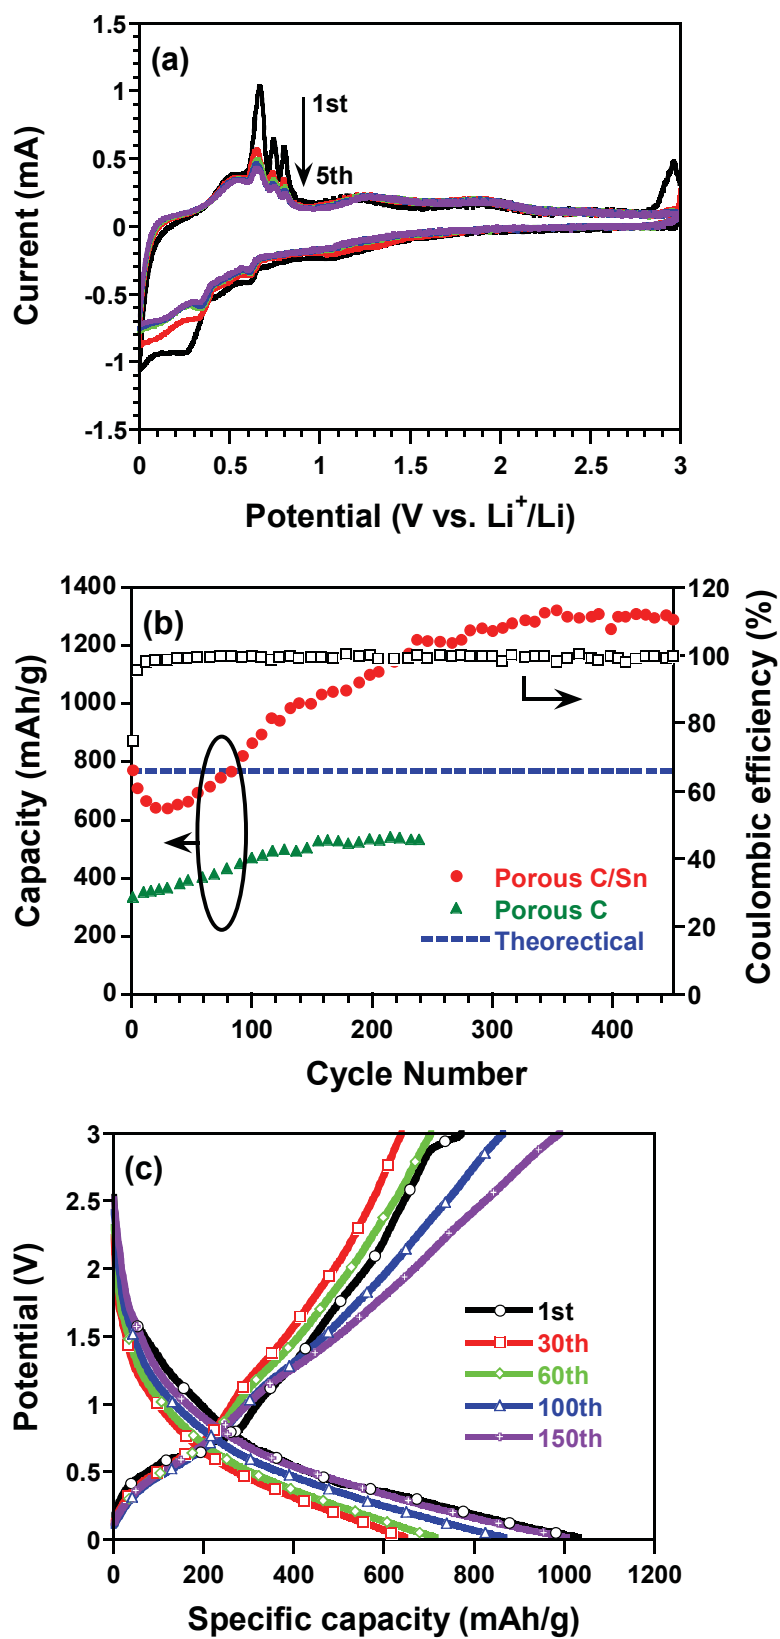 (a)
1.5
1
0.5
0
-0.5
-1
-1.5
Current (mA)
1st
5th
0 0.5 1 1.5 2 2.5 3
Potential (V vs. Li⁺/Li)
(b)
1400
1200
1000
800
600
400
200
0
Capacity (mAh/g)
120
100
80
60
40
20
0
Coulombic efficiency (%)
Porous C/Sn
Porous C
Theorectical
0 100 200 300 400
Cycle Number
(c)
3
2.5
2
1.5
1
0.5
0
Potential (V)
1st
30th
60th
100th
150th
0 200 400 600 800 1000 1200
Specific capacity (mAh/g)